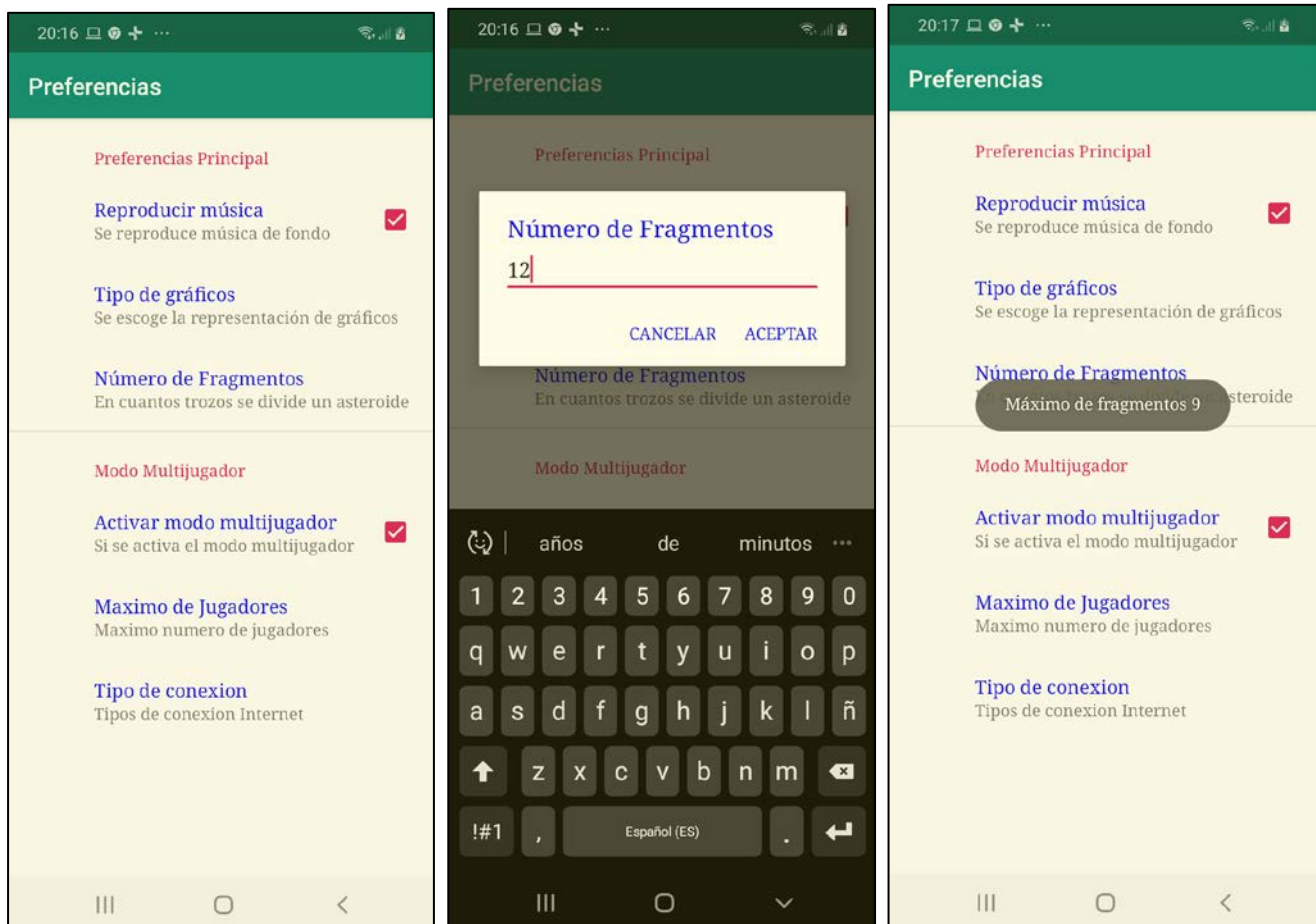 20:16
Preferencias
Preferencias Principal
Reproducir música
Se reproduce música de fondo
Tipo de gráficos
Se escoge la representación de gráficos
Número de Fragmentos
En cuantos trozos se divide un asteroide
Modo Multijugador
Activar modo multijugador
Si se activa el modo multijugador
Maximo de Jugadores
Maximo numero de jugadores
Tipo de conexion
Tipos de conexion Internet
20:16
Preferencias
Preferencias Principal
Número de Fragmentos
12
CANCELAR ACEPTAR
Número de Fragmentos
En cuantos trozos se divide un asteroide
Modo Multijugador
años de minutos
1 2 3 4 5 6 7 8 9 0
q w e r t y u i o p
a s d f g h j k l ñ
z x c v b n m
!#1 , Español (ES) .
20:17
Preferencias
Preferencias Principal
Reproducir música
Se reproduce música de fondo
Tipo de gráficos
Se escoge la representación de gráficos
Número de Fragmentos
asteroide
Máximo de fragmentos 9
Modo Multijugador
Activar modo multijugador
Si se activa el modo multijugador
Maximo de Jugadores
Maximo numero de jugadores
Tipo de conexion
Tipos de conexion Internet